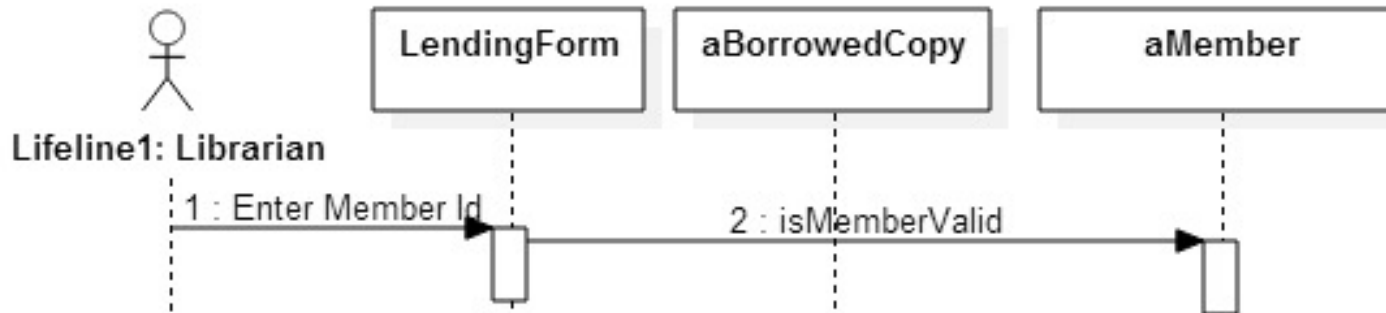 LendingForm
aBorrowedCopy
aMember
Lifeline1: Librarian
1 : Enter Member Id
2 : isMemberValid